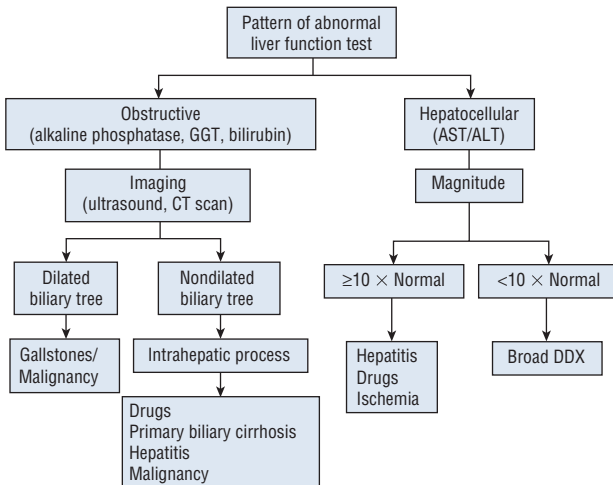 Pattern of abnormal
liver function test
Obstructive
(alkaline phosphatase, GGT, bilirubin)
Hepatocellular
(AST/ALT)
Imaging
(ultrasound, CT scan)
Magnitude
Dilated
biliary tree
Nondilated
biliary tree
≥10 × Normal
<10 × Normal
Gallstones/
Malignancy
Intrahepatic process
Hepatitis
Drugs
Ischemia
Broad DDX
Drugs
Primary biliary cirrhosis
Hepatitis
Malignancy